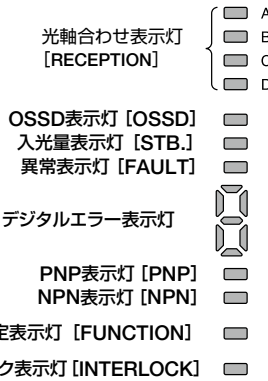 光軸合わせ表示灯
［RECEPTION］
A
B
C
D
OSSD表示灯［OSSD］
入光量表示灯［STB.］
異常表示灯［FAULT］
デジタルエラー表示灯
PNP表示灯［PNP］
NPN表示灯［NPN］
定表示灯［FUNCTION］
ク表示灯［INTERLOCK］